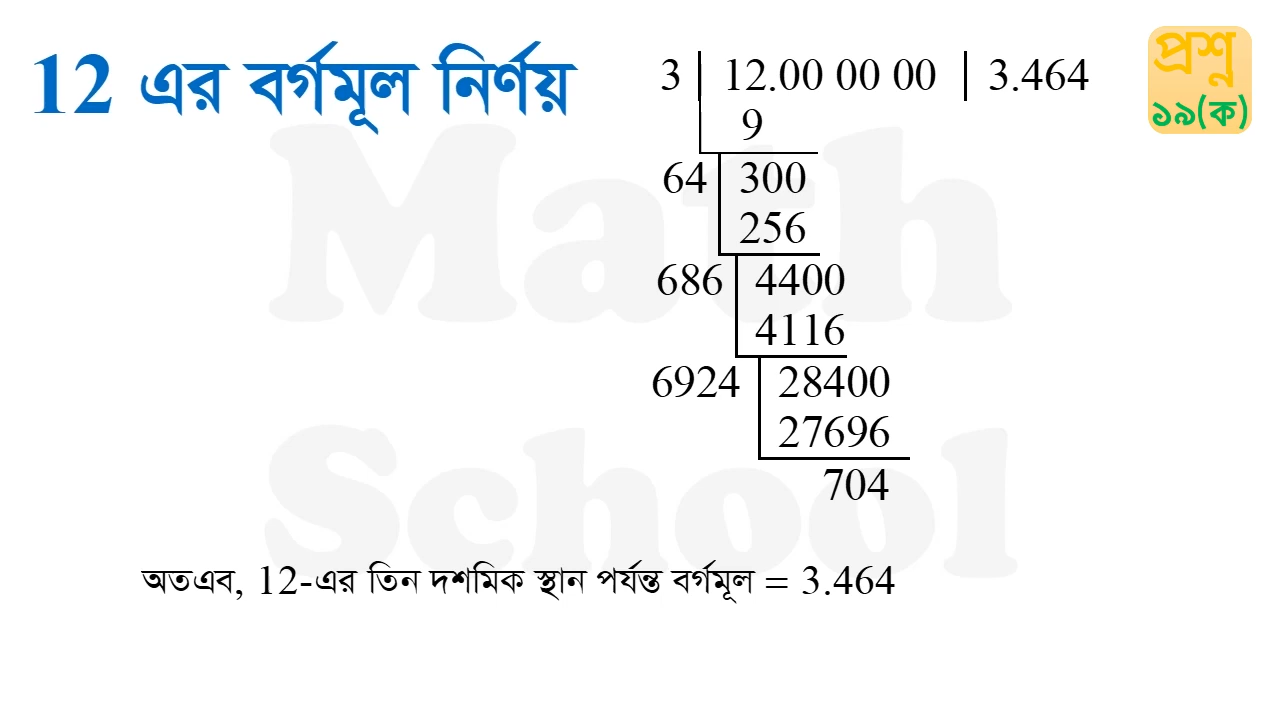 12 এর বর্গমূল নির্ণয়
প্রশ্ন
১৯(ক)
3 | 12.00 00 00 | 3.464
9
64 300
256
686 4400
4116
6924 28400
27696
704
Math
School
অতএব, 12-এর তিন দশমিক স্থান পর্যন্ত বর্গমূল = 3.464